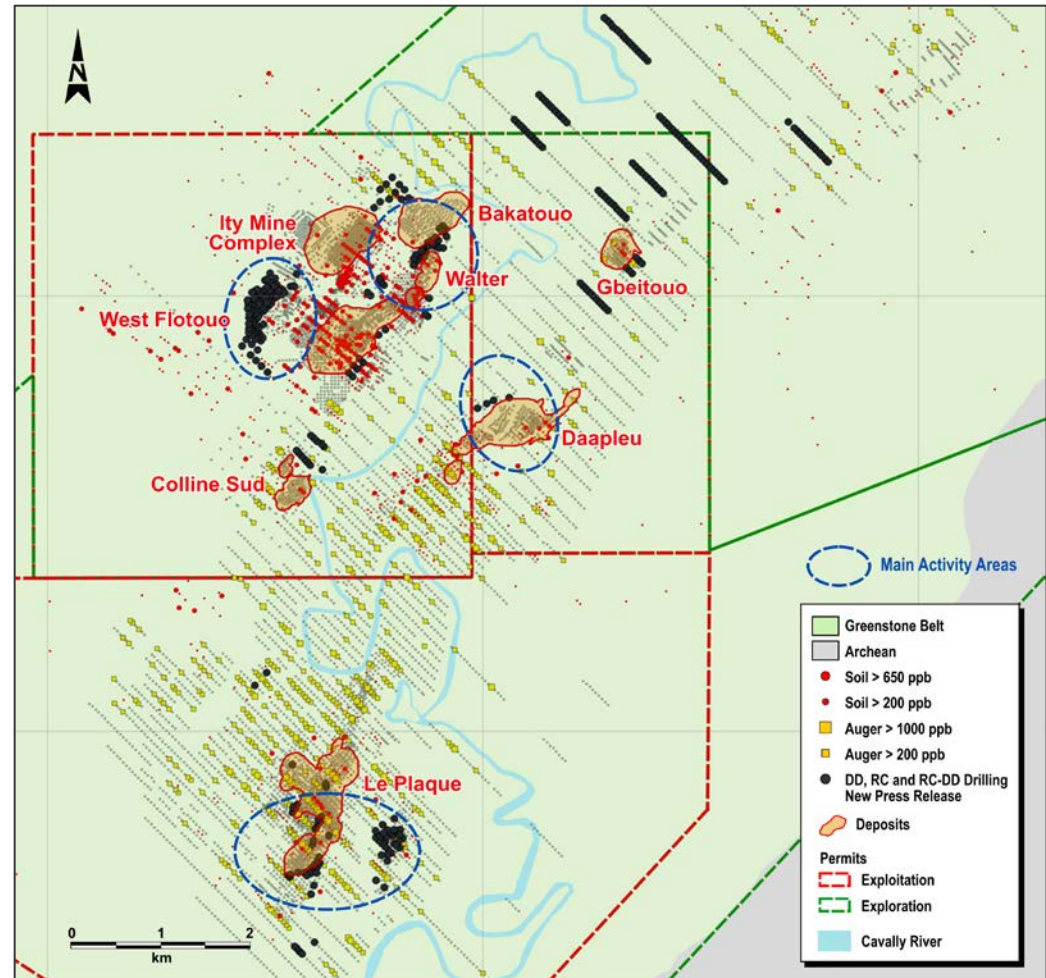 N
Ity Mine
Complex
Bakatouo
Walter
Gbeitouo
West Flotouo
Daapleu
Colline Sud
Main Activity Areas
Le Plaque
Greenstone Belt
Archean
Soil > 650 ppb
Soil > 200 ppb
Auger > 1000 ppb
Auger > 200 ppb
DD, RC and RC-DD Drilling
New Press Release
Deposits
Permits
Exploitation
Exploration
Cavally River
0 1 2
km